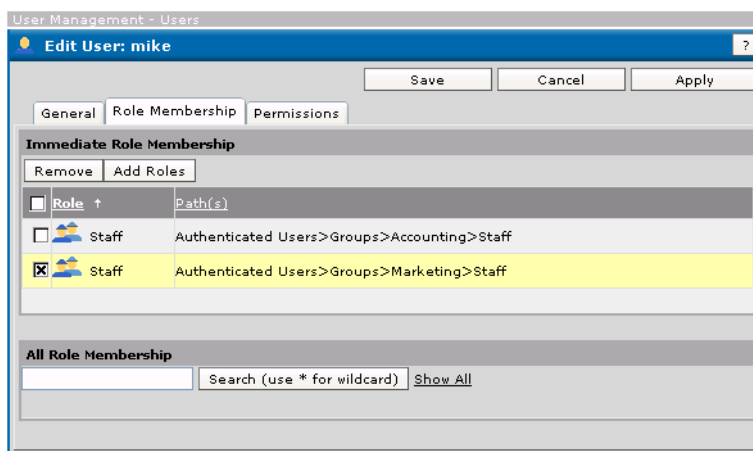 User Management - Users
Edit User: mike
?
Save Cancel Apply
General Role Membership Permissions
Immediate Role Membership
Remove Add Roles
Role ↑ Path(s)
Staff Authenticated Users>Groups>Accounting>Staff
Staff Authenticated Users>Groups>Marketing>Staff
All Role Membership
Search (use * for wildcard) Show All